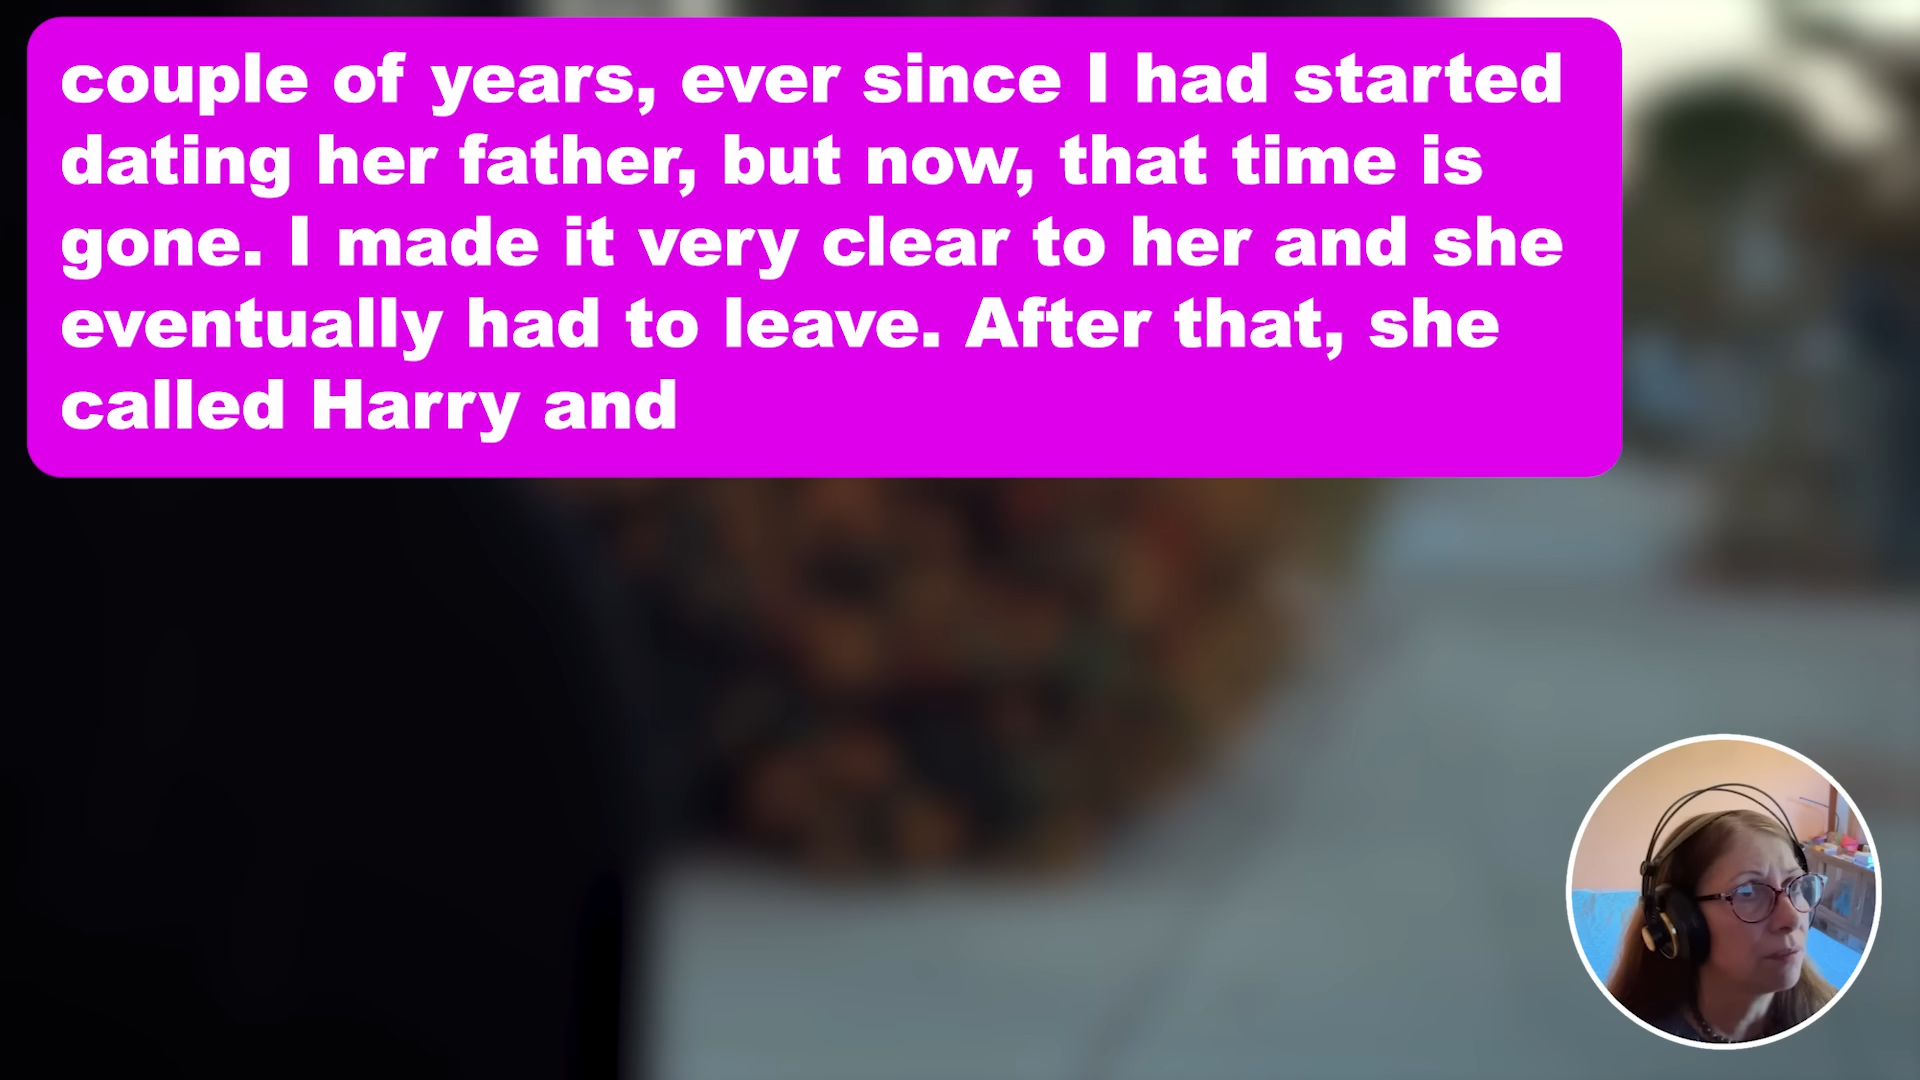 couple of years, ever since I had started
dating her father, but now, that time is
gone. I made it very clear to her and she
eventually had to leave. After that, she
called Harry and